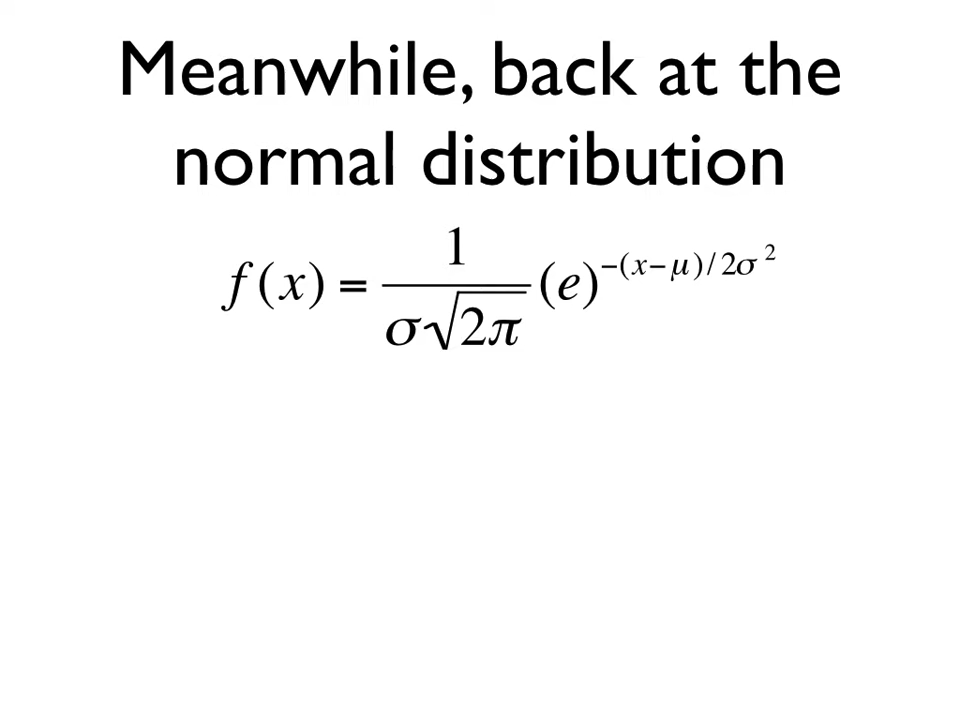 Meanwhile, back at the
normal distribution
f(x) = 1/(σ√2π) (e)^−(x−μ)/2σ²